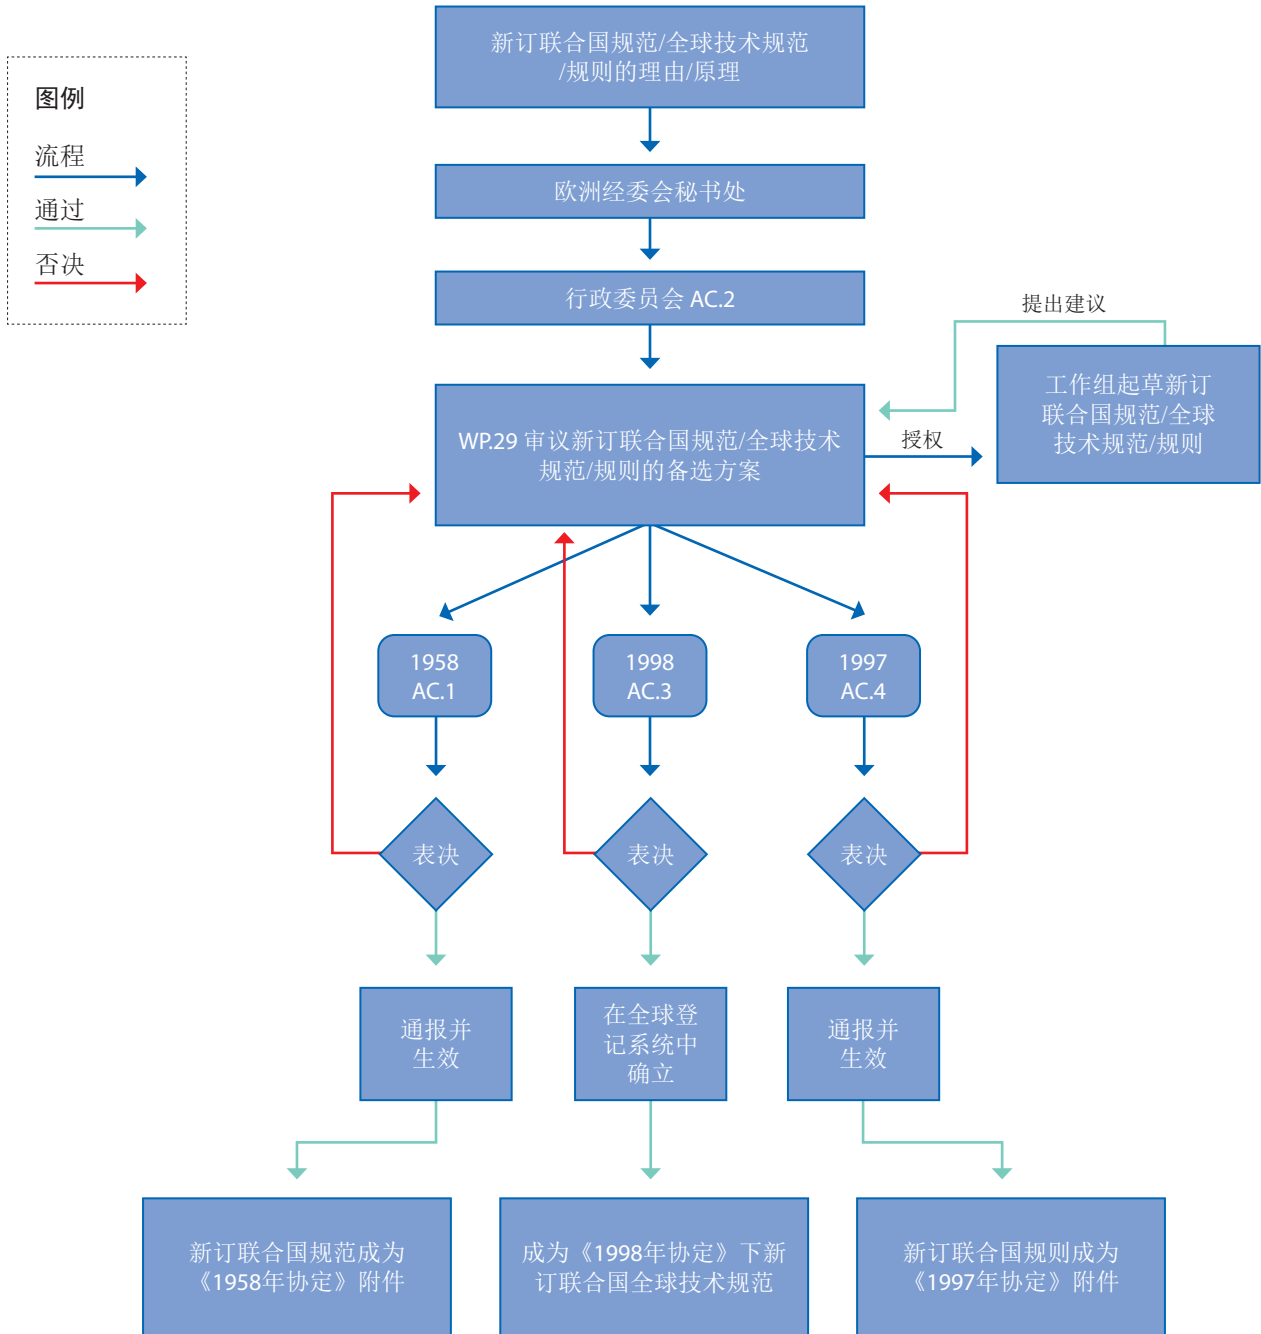 新订联合国规范/全球技术规范
/规则的理由/原理
图例
流程
通过
否决
欧洲经委会秘书处
行政委员会 AC.2
提出建议
工作组起草新订
联合国规范/全球
技术规范/规则
WP.29 审议新订联合国规范/全球技术
规范/规则的备选方案
授权
1958
AC.1
1998
AC.3
1997
AC.4
表决
表决
表决
通报并
生效
在全球登
记系统中
确立
通报并
生效
新订联合国规范成为
《1958年协定》附件
成为《1998年协定》下新
订联合国全球技术规范
新订联合国规则成为
《1997年协定》附件